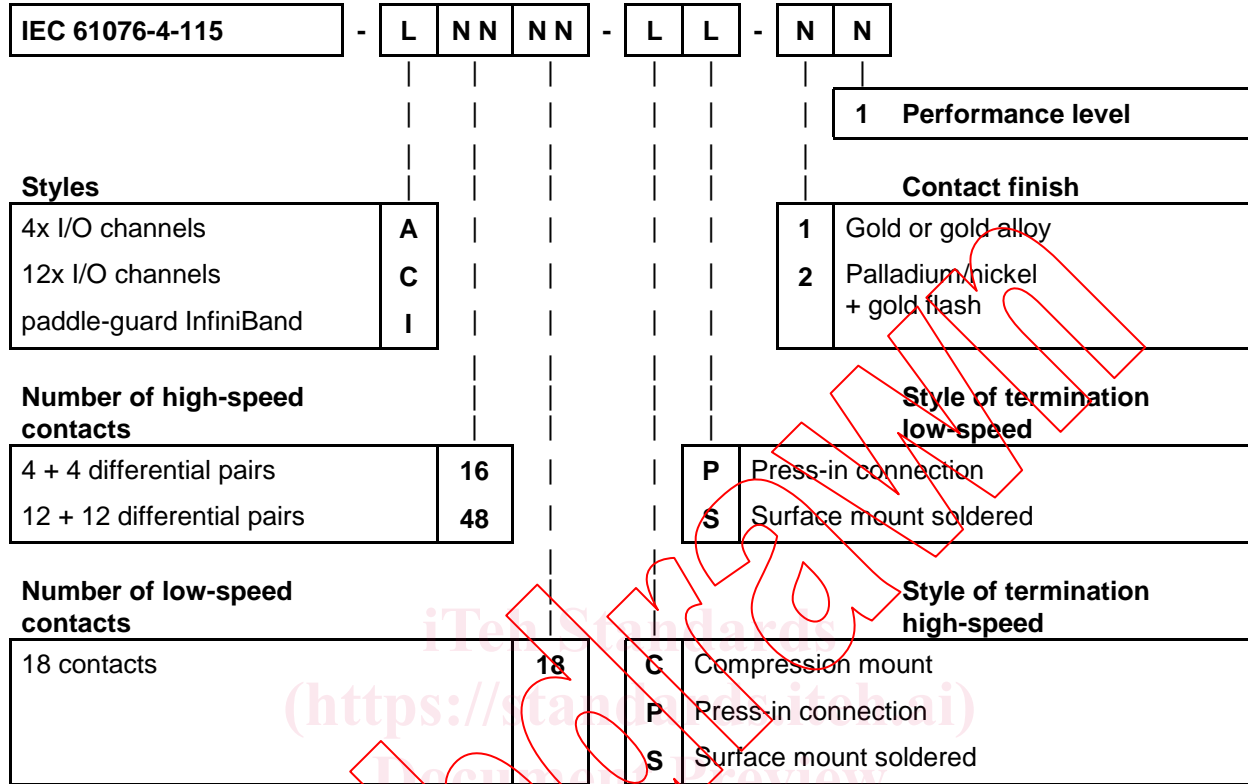 IEC 61076-4-115 - L N N N N - L L - N N
1 Performance level
Styles
Contact finish
4x I/O channels A
1 Gold or gold alloy
12x I/O channels C
2 Palladium/nickel
+ gold flash
paddle-guard InfiniBand I
Number of high-speed
contacts
Style of termination
low-speed
4 + 4 differential pairs 16
P Press-in connection
12 + 12 differential pairs 48
S Surface mount soldered
Number of low-speed
contacts
Style of termination
high-speed
18 contacts 18
C Compression mount
P Press-in connection
S Surface mount soldered
iTeh Standards
(https://standards.iteh.ai)
Document Preview